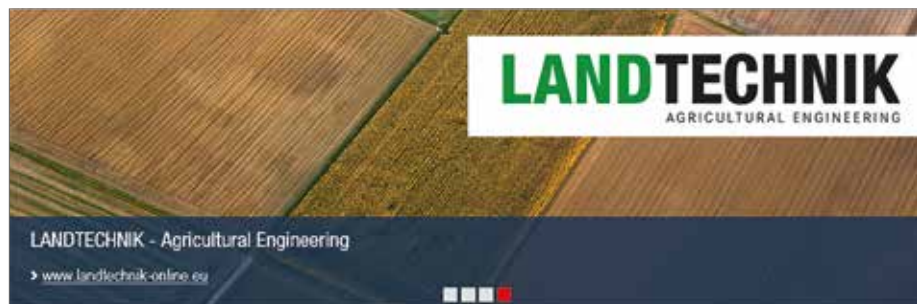 LANDTECHNIK
AGRICULTURAL ENGINEERING
LANDTECHNIK - Agricultural Engineering
> www.landtechnik-online.eu